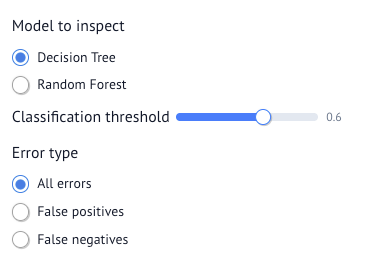 Model to inspect
Decision Tree
Random Forest
Classification threshold 0.6
Error type
All errors
False positives
False negatives